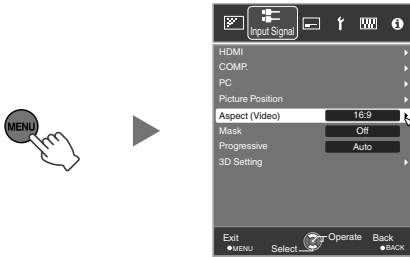 MENU
Input Signal
HDMI
COMP.
PC
Picture Position
Aspect (Video) 16:9
Mask Off
Progressive Auto
3D Setting
Exit Operate Back
MENU Select BACK